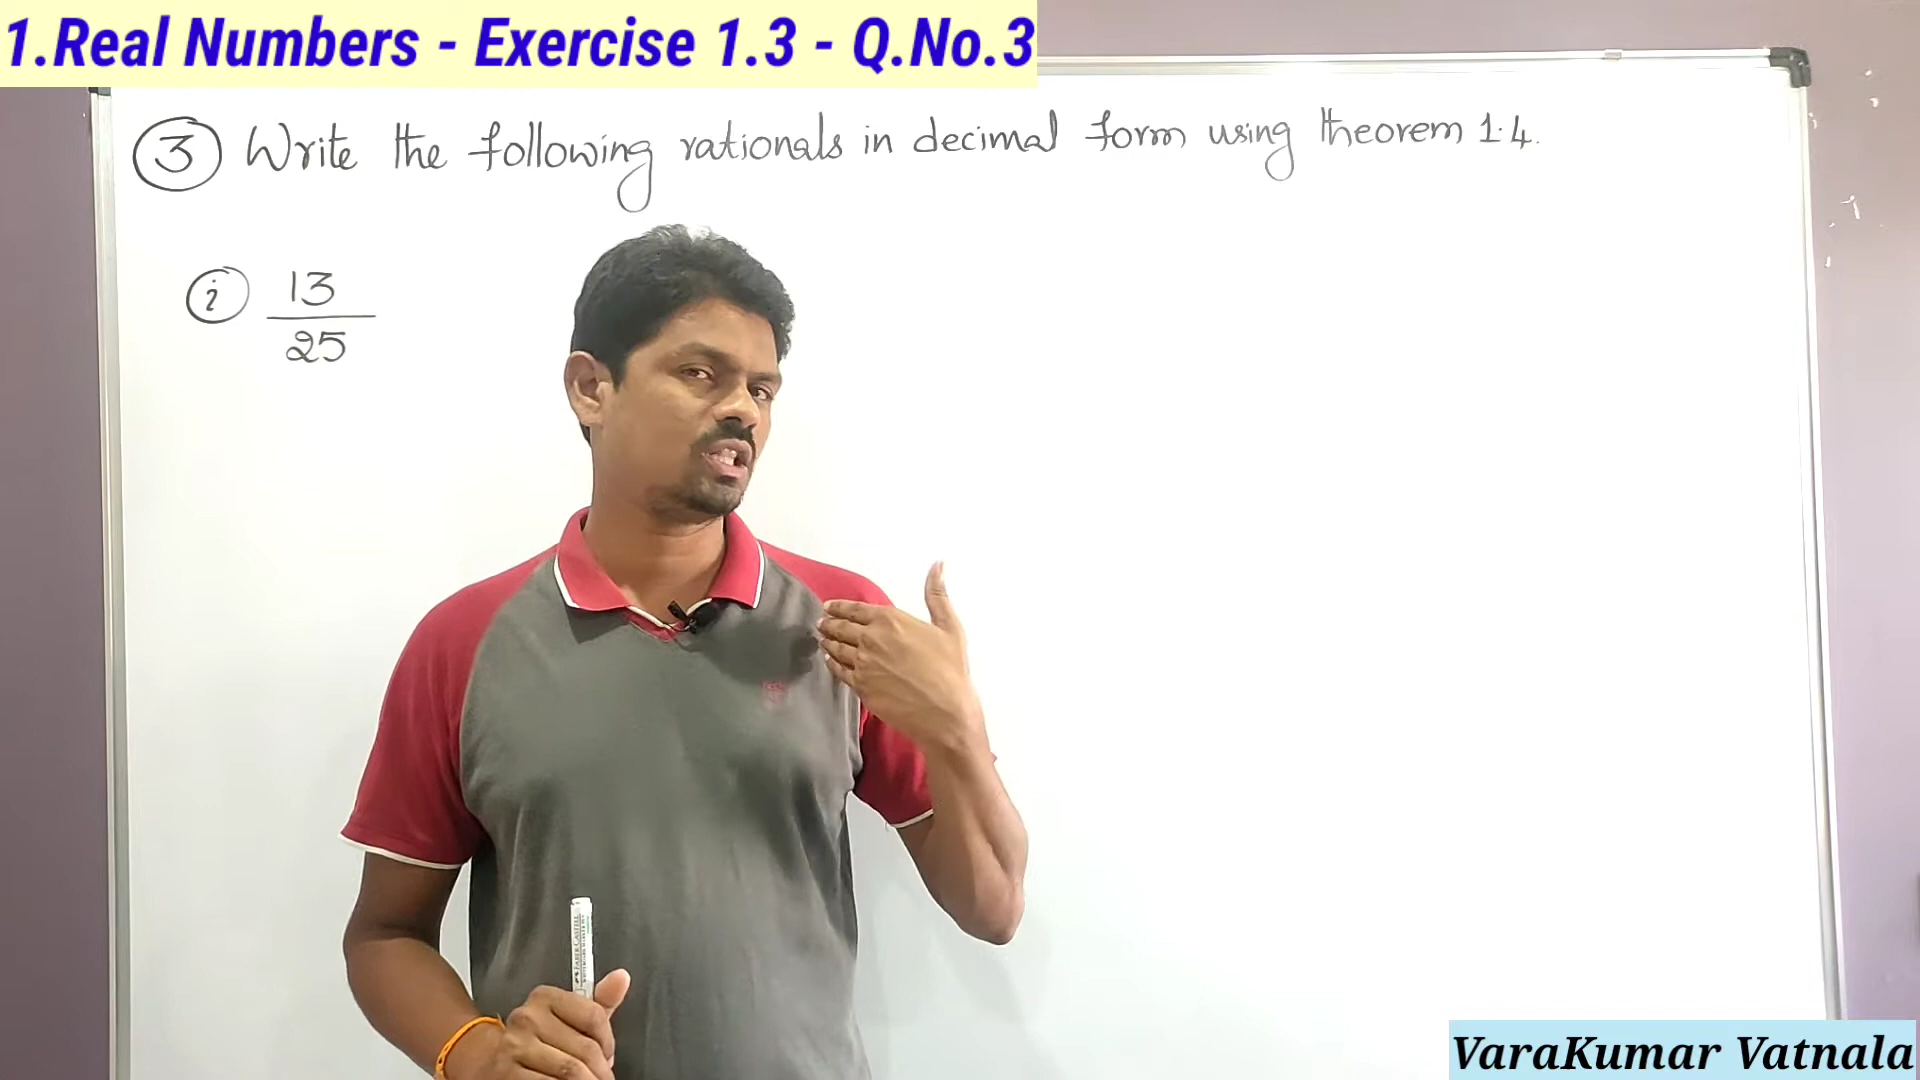 1.Real Numbers - Exercise 1.3 - Q.No.3
3 Write the following rationals in decimal form using theorem 1.4.
i 13
25
VaraKumar Vatnala